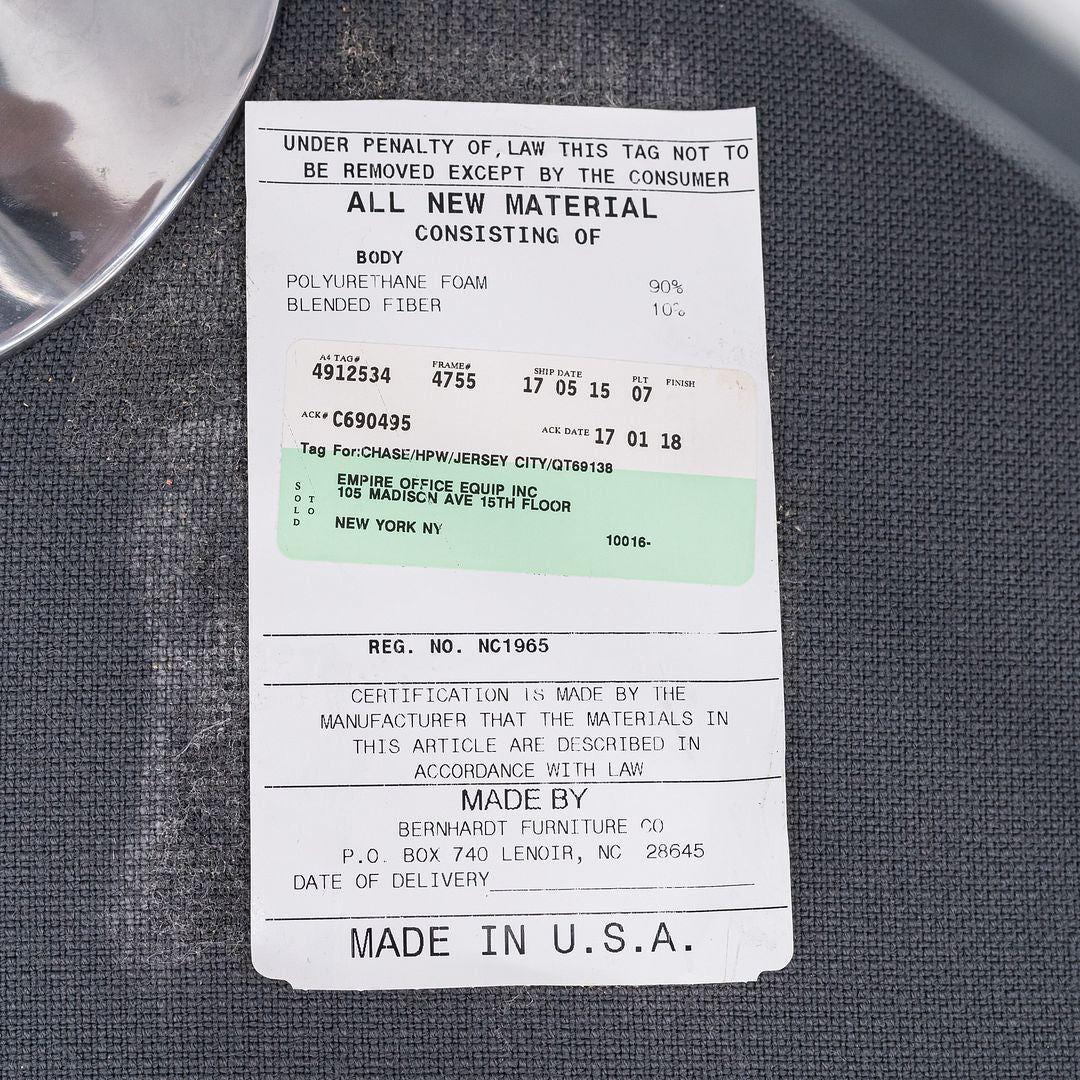 UNDER PENALTY OF, LAW THIS TAG NOT TO
BE REMOVED EXCEPT BY THE CONSUMER
ALL NEW MATERIAL
CONSISTING OF
BODY
POLYURETHANE FOAM 90%
BLENDED FIBER 10%
A4 TAG# FRAME# SHIP DATE PLT FINISH
4912534 4755 17 05 15 07
ACK# C690495 ACK DATE 17 01 18
Tag For:CHASE/HPW/JERSEY CITY/QT69138
SOLD TO
EMPIRE OFFICE EQUIP INC
105 MADISON AVE 15TH FLOOR
NEW YORK NY
10016-
REG. NO. NC1965
CERTIFICATION IS MADE BY THE
MANUFACTURER THAT THE MATERIALS IN
THIS ARTICLE ARE DESCRIBED IN
ACCORDANCE WITH LAW
MADE BY
BERNHARDT FURNITURE CO
P.O. BOX 740 LENOIR, NC 28645
DATE OF DELIVERY
MADE IN U.S.A.